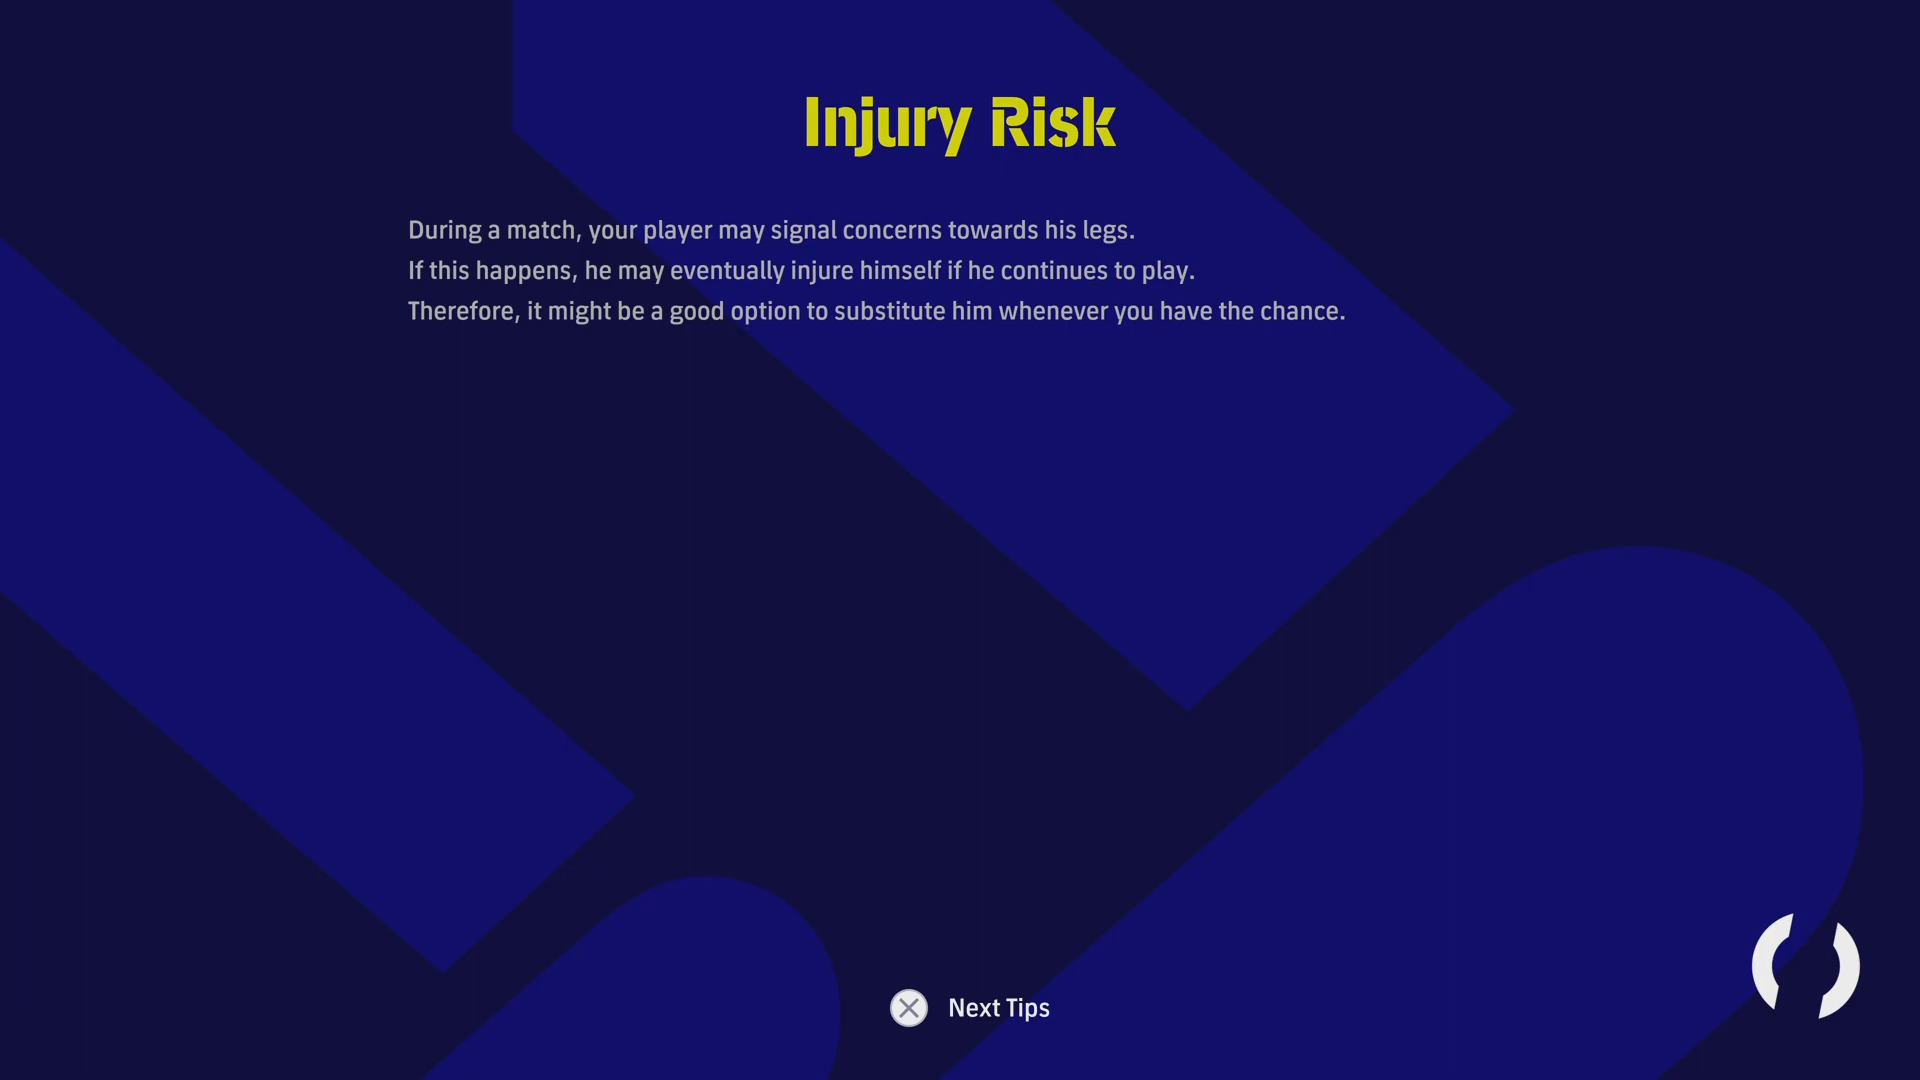 Injury Risk
During a match, your player may signal concerns towards his legs.
If this happens, he may eventually injure himself if he continues to play.
Therefore, it might be a good option to substitute him whenever you have the chance.
Next Tips